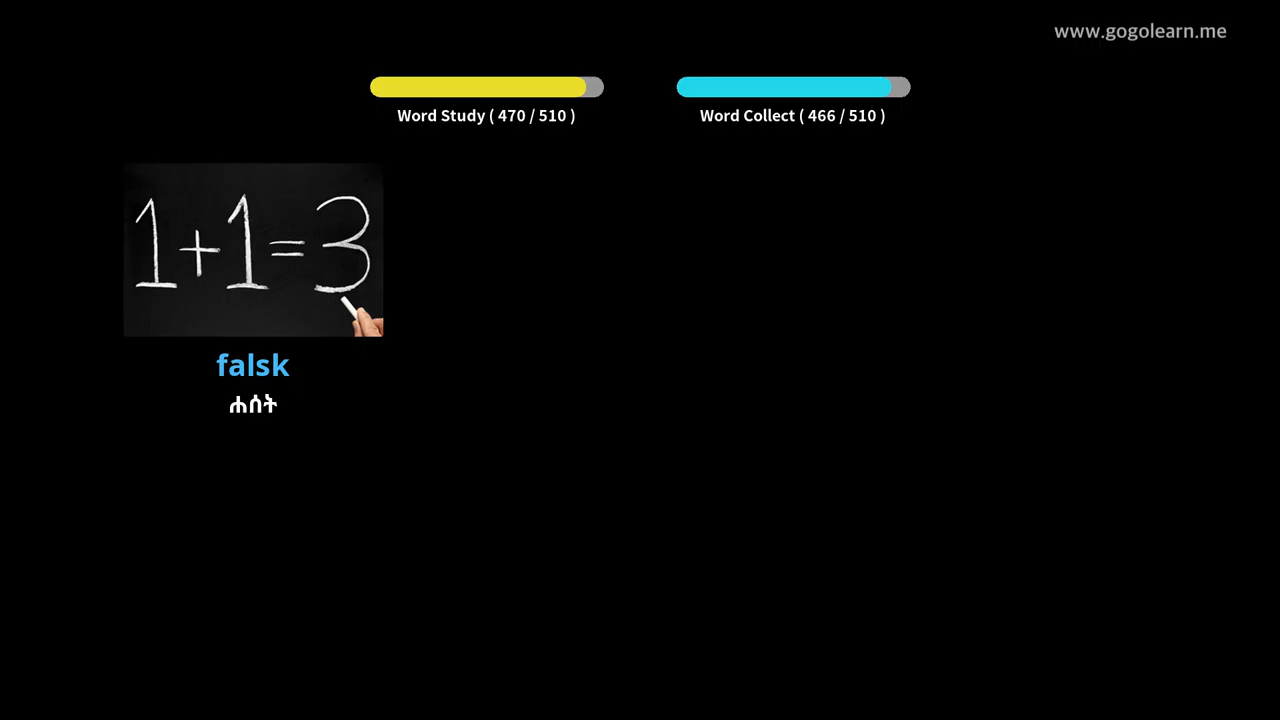 www.gogolearn.me
Word Study ( 470 / 510 )
Word Collect ( 466 / 510 )
1+1=3
falsk
ሐሰት